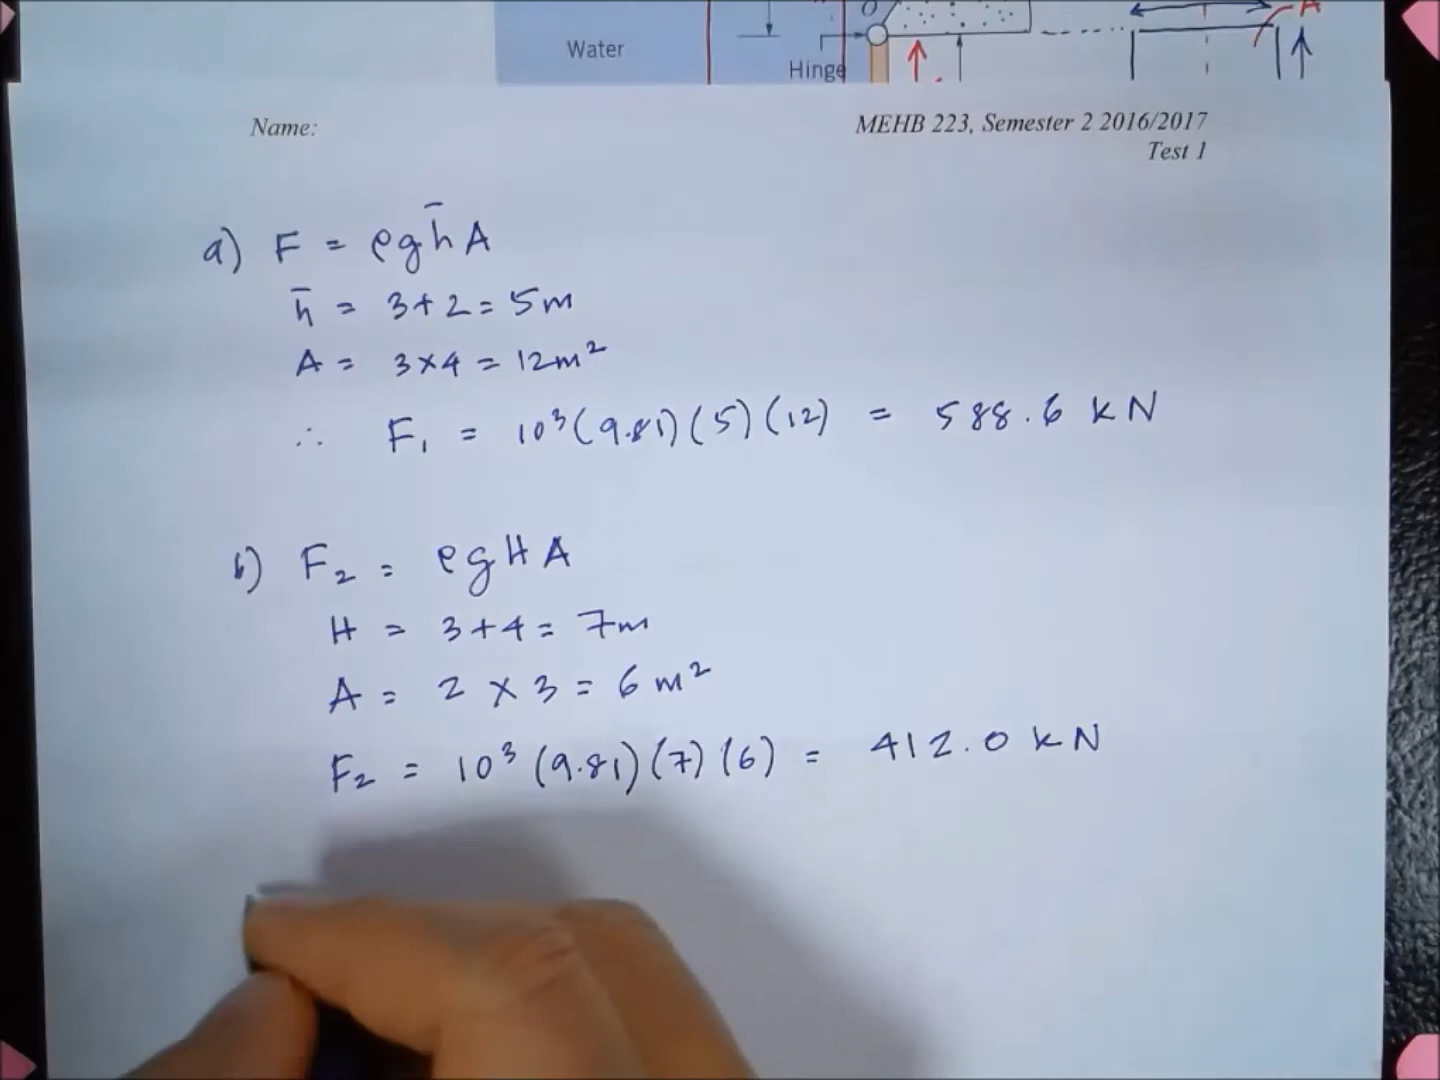 O
A
Water
Hinge
Name:
MEHB 223, Semester 2 2016/2017
Test 1
a) F = ρgh̄A
h̄ = 3+2 = 5m
A = 3×4 = 12m²
∴ F₁ = 10³(9.81)(5)(12) = 588.6 kN
b) F₂ = ρgHA
H = 3+4 = 7m
A = 2 × 3 = 6 m²
F₂ = 10³ (9.81)(7)(6) = 412.0 kN